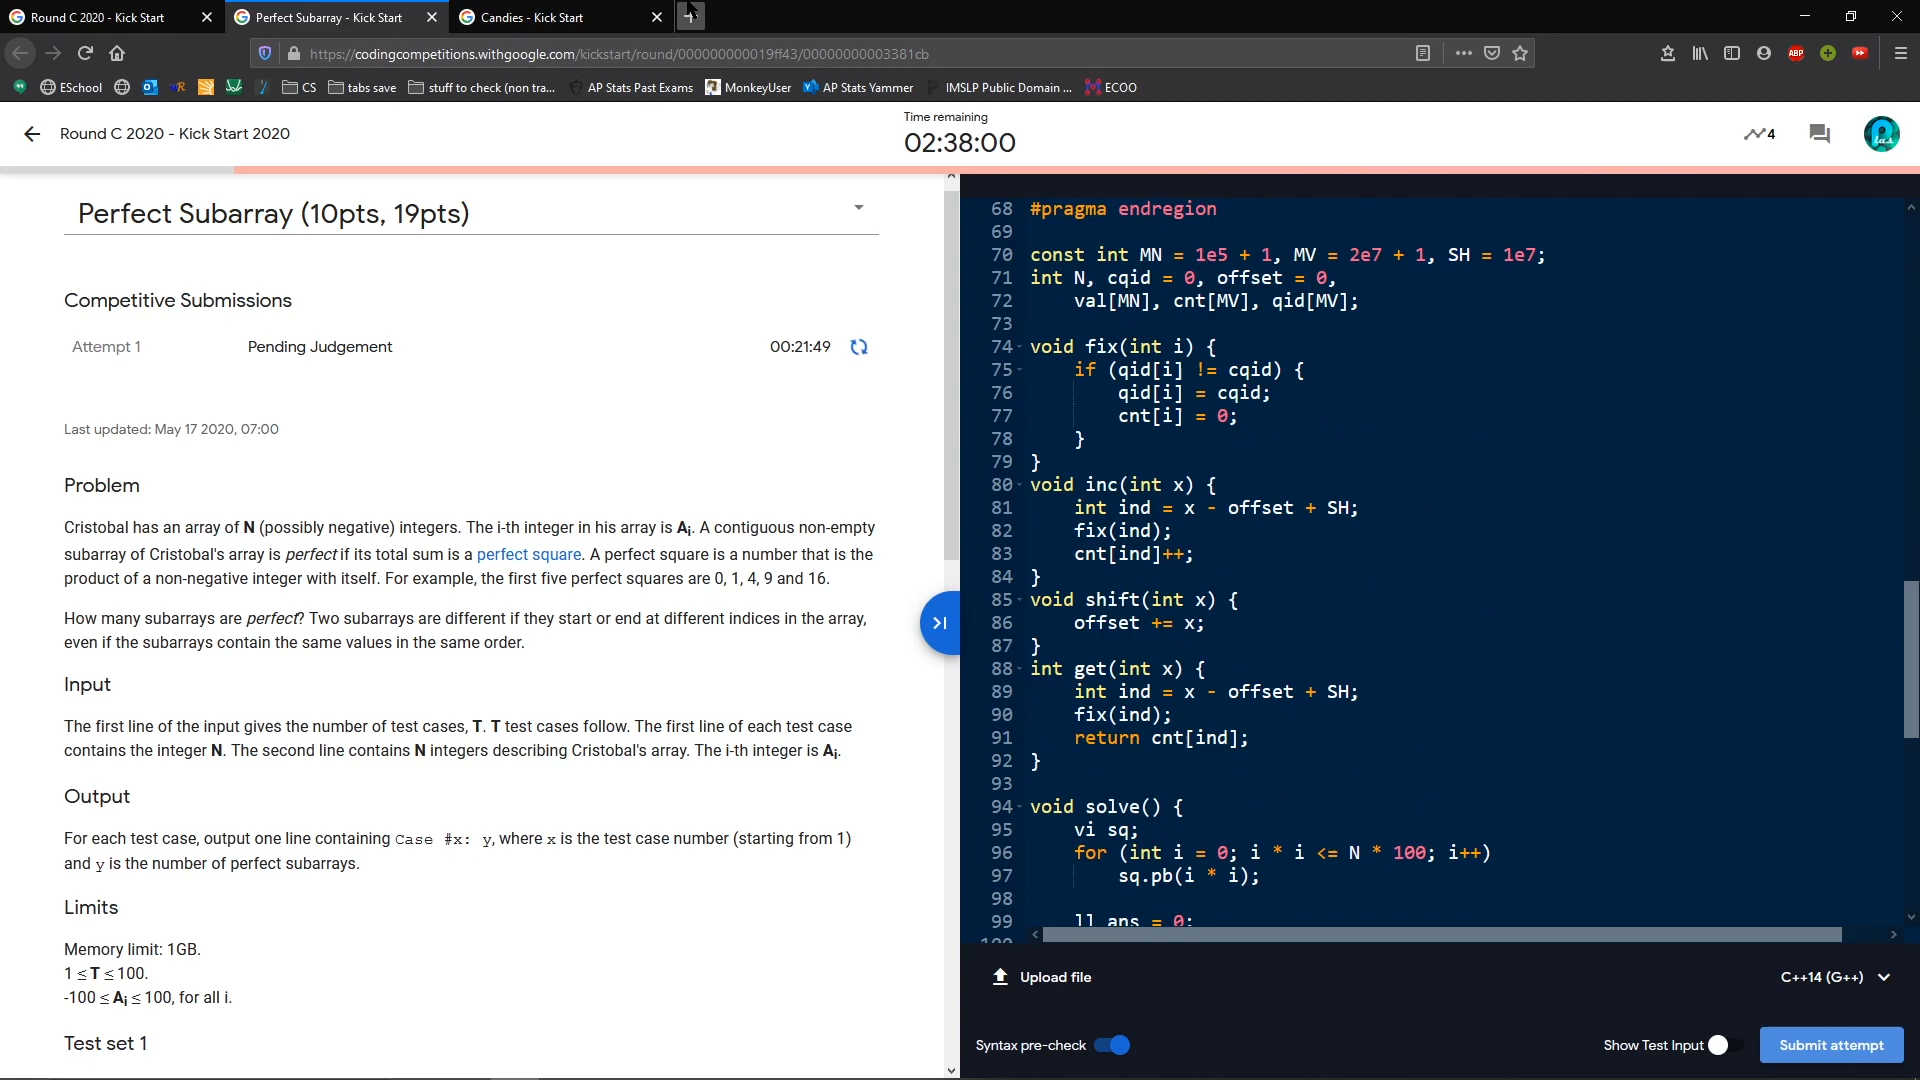 Round C 2020 - Kick Start
Perfect Subarray - Kick Start
Candies - Kick Start
https://codingcompetitions.withgoogle.com/kickstart/round/000000000019ff43/00000000003381cb
ABP
ESchool
CS
tabs save
stuff to check (non tra...
AP Stats Past Exams
MonkeyUser
AP Stats Yammer
IMSLP Public Domain ...
ECOO
Round C 2020 - Kick Start 2020
Time remaining
02:38:00
4
Perfect Subarray (10pts, 19pts)
Competitive Submissions
Attempt 1 Pending Judgement 00:21:49
Last updated: May 17 2020, 07:00
Problem
Cristobal has an array of N (possibly negative) integers. The i-th integer in his array is Ai. A contiguous non-empty
subarray of Cristobal's array is perfect if its total sum is a perfect square. A perfect square is a number that is the
product of a non-negative integer with itself. For example, the first five perfect squares are 0, 1, 4, 9 and 16.
How many subarrays are perfect? Two subarrays are different if they start or end at different indices in the array,
even if the subarrays contain the same values in the same order.
Input
The first line of the input gives the number of test cases, T. T test cases follow. The first line of each test case
contains the integer N. The second line contains N integers describing Cristobal's array. The i-th integer is Ai.
Output
For each test case, output one line containing Case #x: y, where x is the test case number (starting from 1)
and y is the number of perfect subarrays.
Limits
Memory limit: 1GB.
1 ≤ T ≤ 100.
-100 ≤ Ai ≤ 100, for all i.
Test set 1
68 #pragma endregion
69
70 const int MN = 1e5 + 1, MV = 2e7 + 1, SH = 1e7;
71 int N, cqid = 0, offset = 0,
72 val[MN], cnt[MV], qid[MV];
73
74 void fix(int i) {
75 if (qid[i] != cqid) {
76 qid[i] = cqid;
77 cnt[i] = 0;
78 }
79 }
80 void inc(int x) {
81 int ind = x - offset + SH;
82 fix(ind);
83 cnt[ind]++;
84 }
85 void shift(int x) {
86 offset += x;
87 }
88 int get(int x) {
89 int ind = x - offset + SH;
90 fix(ind);
91 return cnt[ind];
92 }
93
94 void solve() {
95 vi sq;
96 for (int i = 0; i * i <= N * 100; i++)
97 sq.pb(i * i);
98
99 ll ans = 0;
100
Upload file
C++14 (G++)
Syntax pre-check
Show Test Input
Submit attempt